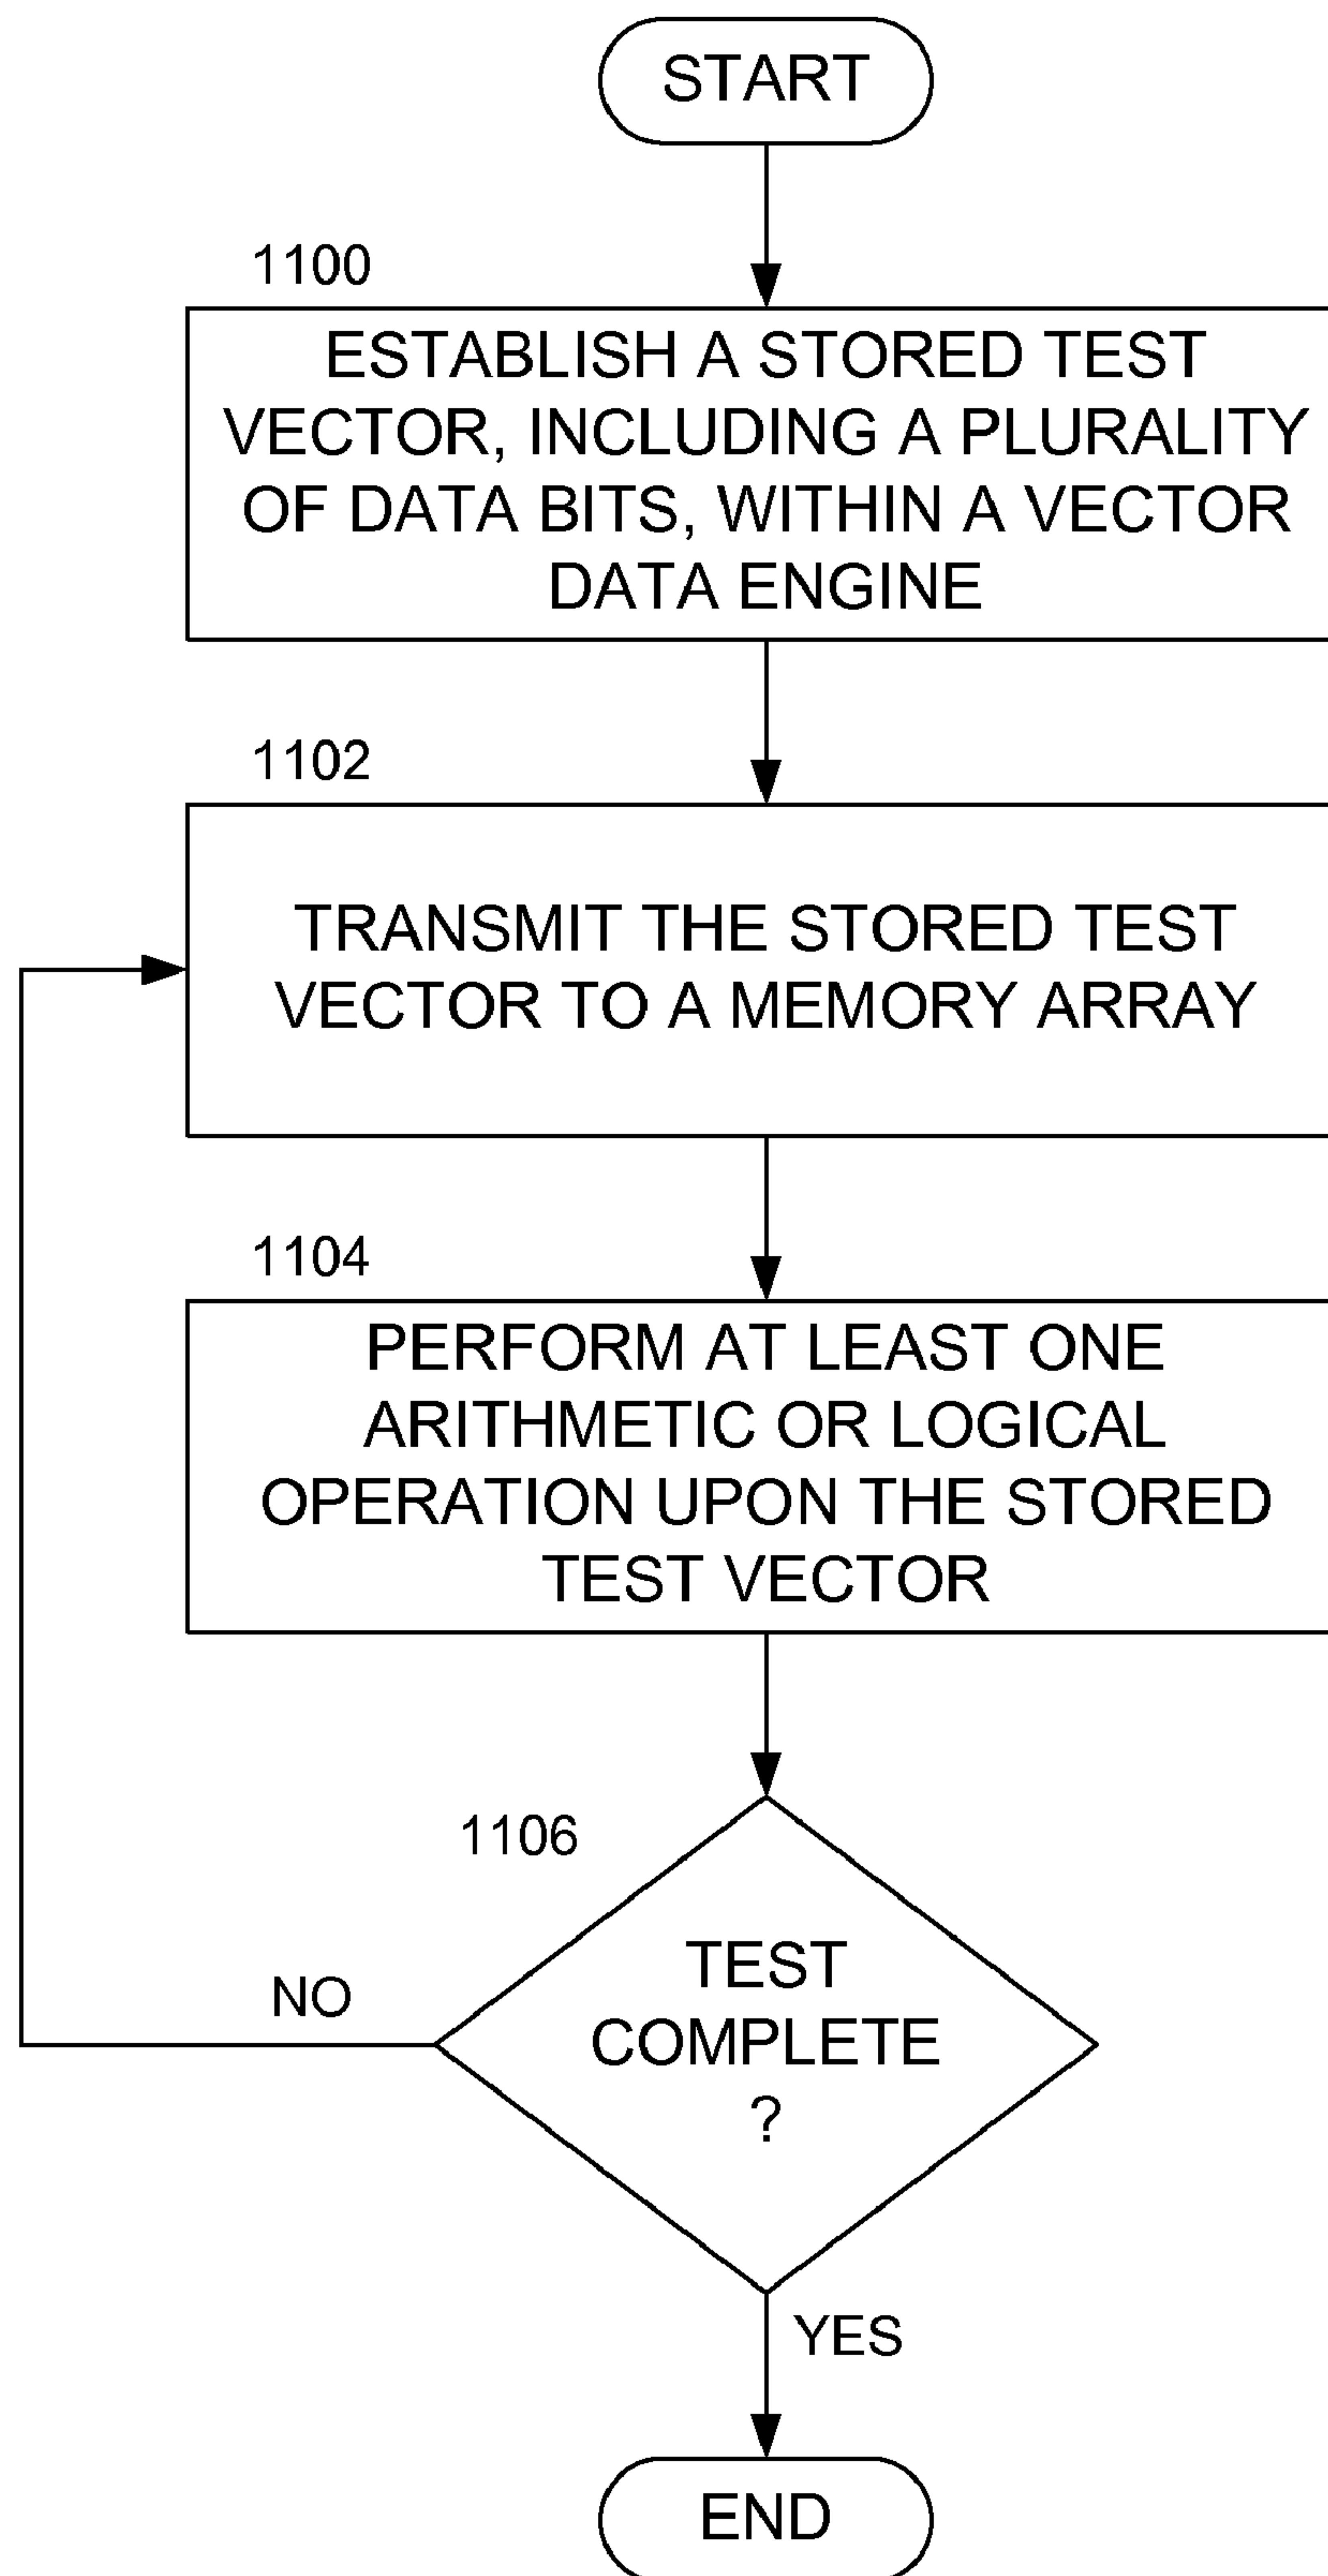 START
1100
ESTABLISH A STORED TEST
VECTOR, INCLUDING A PLURALITY
OF DATA BITS, WITHIN A VECTOR
DATA ENGINE
1102
TRANSMIT THE STORED TEST
VECTOR TO A MEMORY ARRAY
1104
PERFORM AT LEAST ONE
ARITHMETIC OR LOGICAL
OPERATION UPON THE STORED
TEST VECTOR
1106
TEST
COMPLETE
?
NO
YES
END